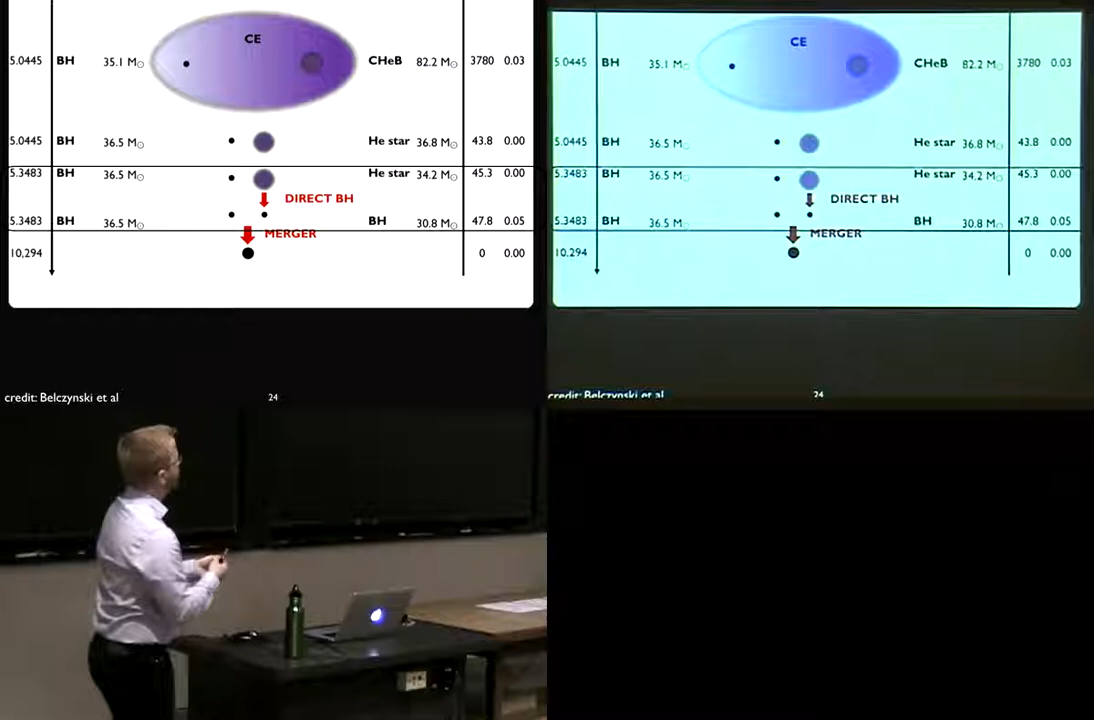 CE
5.0445 BH 35.1 M☉ CHeB 82.2 M☉ 3780 0.03
5.0445 BH 36.5 M☉ He star 36.8 M☉ 43.8 0.00
5.3483 BH 36.5 M☉ He star 34.2 M☉ 45.3 0.00
DIRECT BH
5.3483 BH 36.5 M☉ BH 30.8 M☉ 47.8 0.05
MERGER
10,294 0 0.00
credit: Belczynski et al 24
CE
5.0445 BH 35.1 M☉ CHeB 82.2 M☉ 3780 0.03
5.0445 BH 36.5 M☉ He star 36.8 M☉ 43.8 0.00
5.3483 BH 36.5 M☉ He star 34.2 M☉ 45.3 0.00
DIRECT BH
5.3483 BH 36.5 M☉ BH 30.8 M☉ 47.8 0.05
MERGER
10,294 0 0.00
credit: Belczynski et al 24